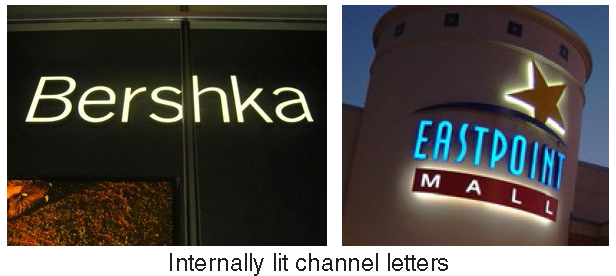 Bershka
EASTPOINT
MALL
Internally lit channel letters